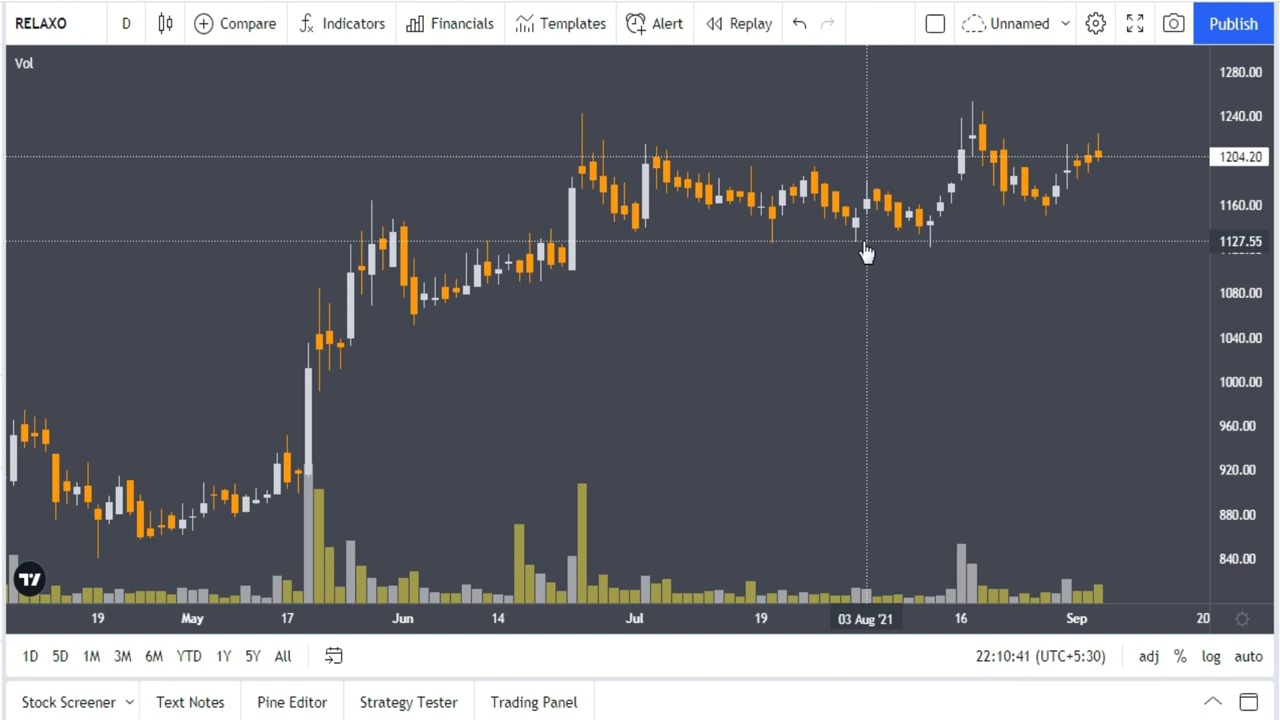 RELAXO D Compare Indicators Financials Templates Alert Replay Unnamed Publish
Vol
1280.00
1240.00
1204.20
1160.00
1127.55
1080.00
1040.00
1000.00
960.00
920.00
880.00
840.00
19 May 17 Jun 14 Jul 19 03 Aug '21 16 Sep 20
1D 5D 1M 3M 6M YTD 1Y 5Y All 22:10:41 (UTC+5:30) adj % log auto
Stock Screener Text Notes Pine Editor Strategy Tester Trading Panel